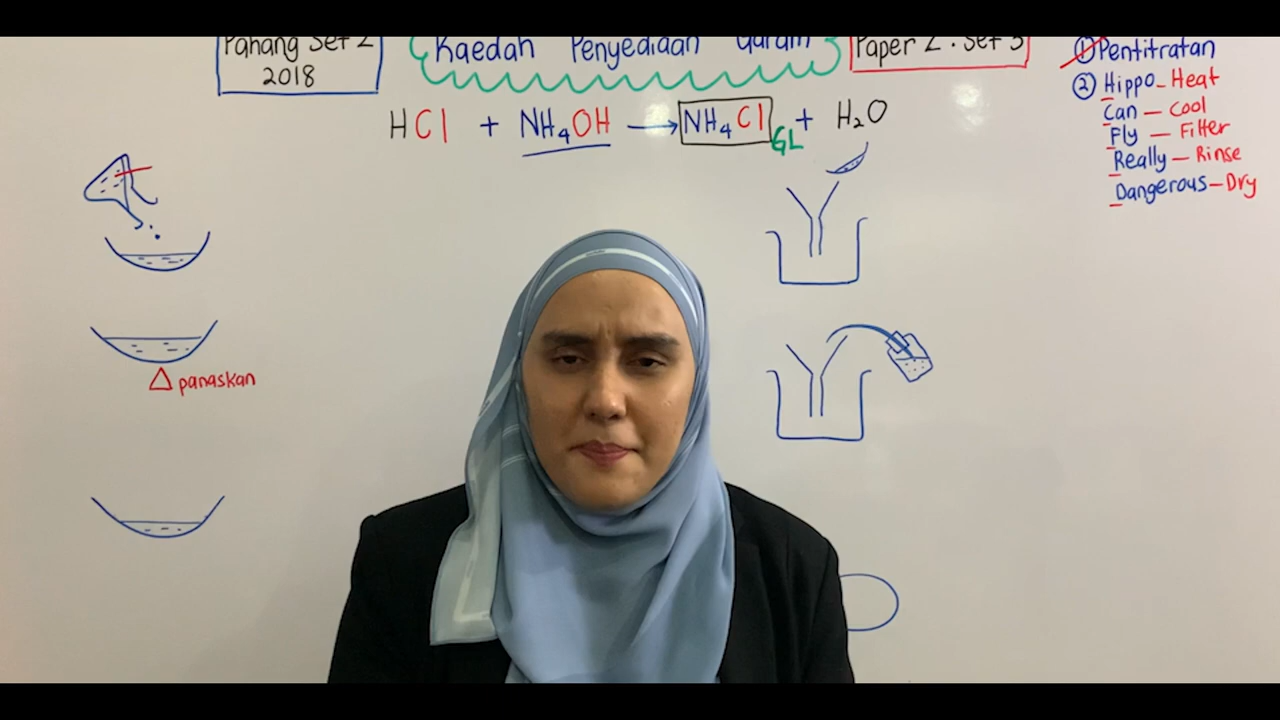 Pahang Set 2
2018
Kaedah Penyediaan Garam
Paper 2. Set 3
HCl + NH₄OH → NH₄Cl GL + H₂O
① Pentitratan
② Hippo - Heat
Can - Cool
Fly - Filter
Really - Rinse
Dangerous - Dry
△ panaskan